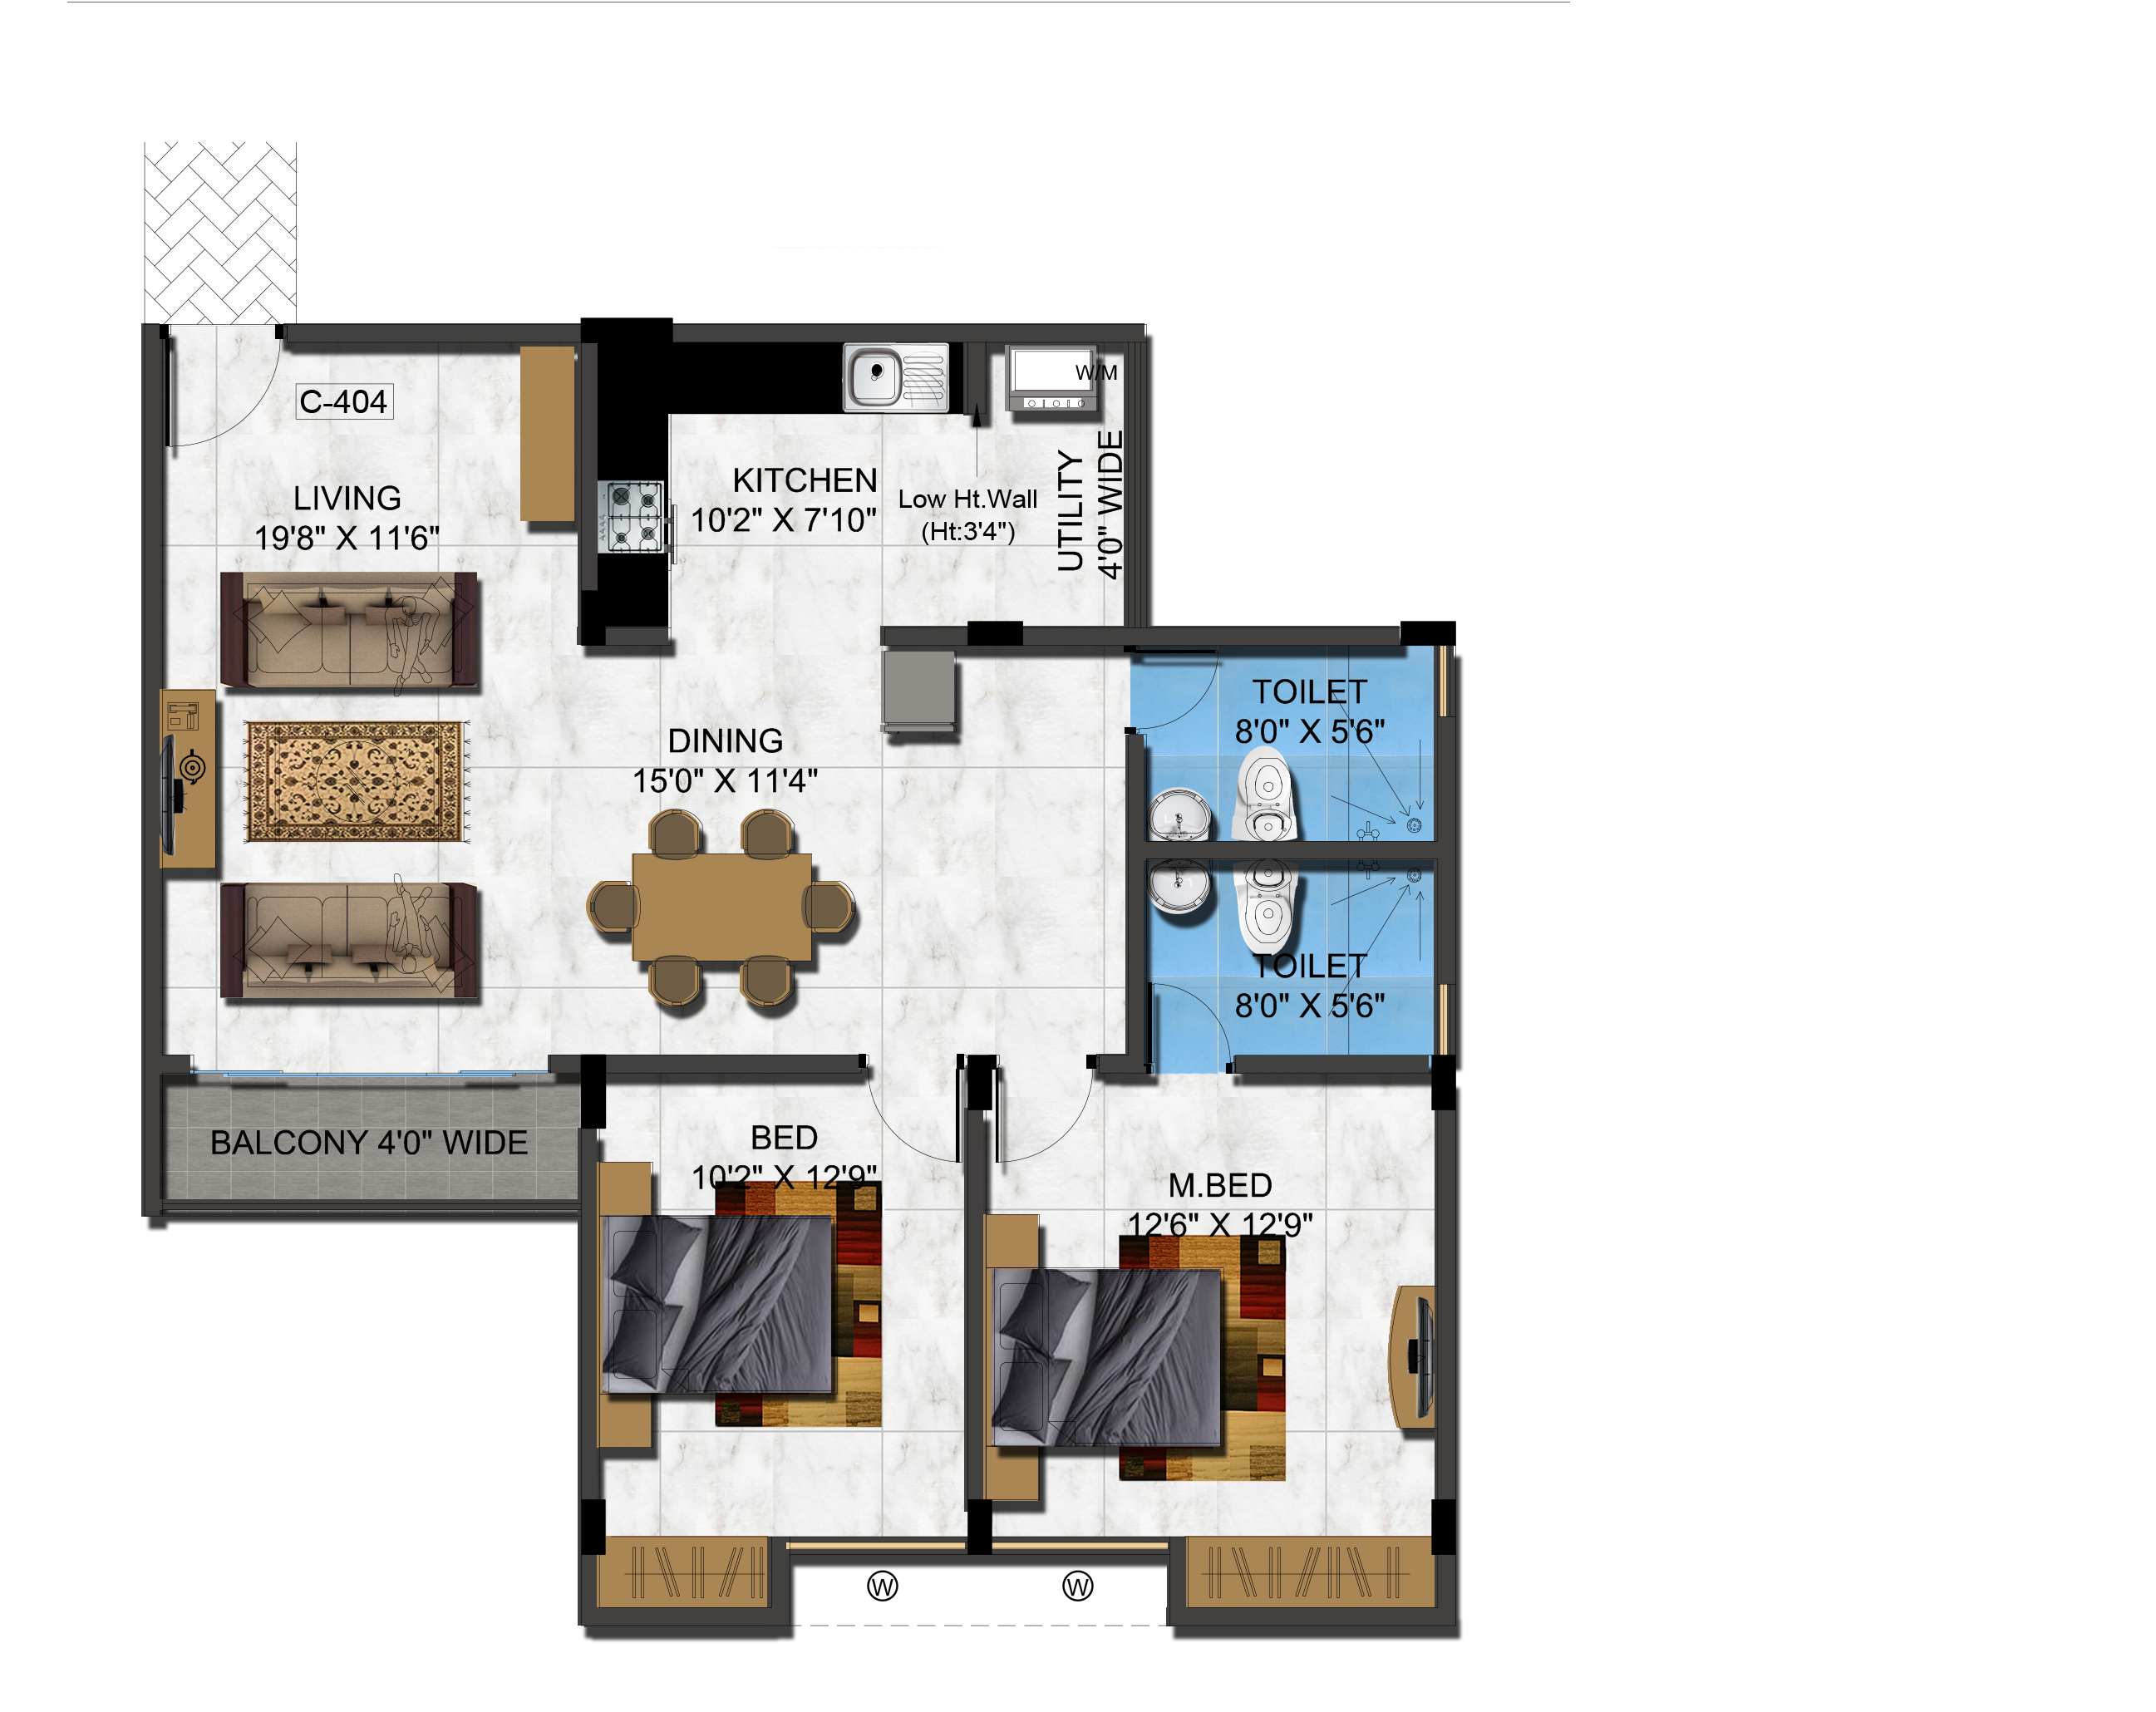 C-404
LIVING
19'8" X 11'6"
KITCHEN
10'2" X 7'10"
Low Ht.Wall
(Ht:3'4")
W/M
UTILITY
4'0" WIDE
TOILET
8'0" X 5'6"
DINING
15'0" X 11'4"
TOILET
8'0" X 5'6"
BALCONY 4'0" WIDE
BED
10'2" X 12'9"
M.BED
12'6" X 12'9"
W
W